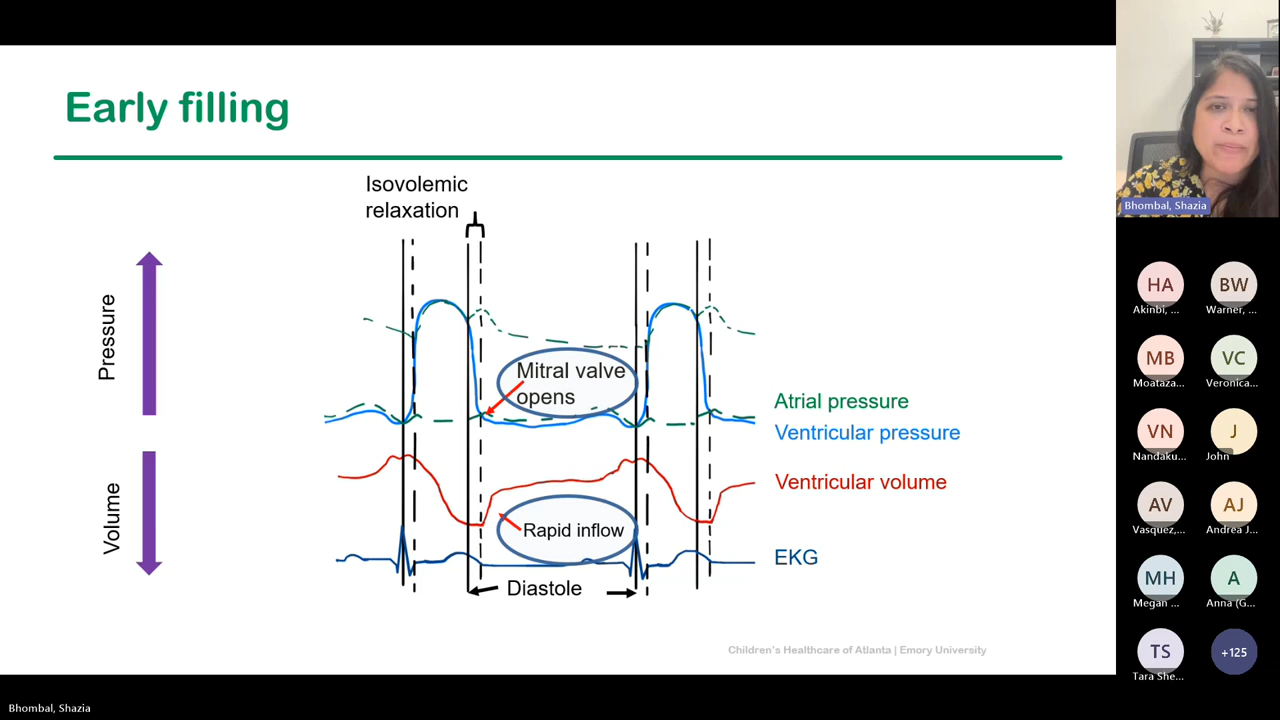 Early filling
Isovolemic
relaxation
Pressure
Mitral valve
opens
Atrial pressure
Ventricular pressure
Ventricular volume
Volume
Rapid inflow
EKG
Diastole
Children's Healthcare of Atlanta | Emory University
Bhombal, Shazia
HA
Akinbi, ...
BW
Warner, ...
MB
Moataza...
VC
Veronica...
VN
Nandaku...
J
John
AV
Vasquez,...
AJ
Andrea J...
MH
Megan ...
A
Anna (G...
TS
Tara She...
+125
Bhombal, Shazia